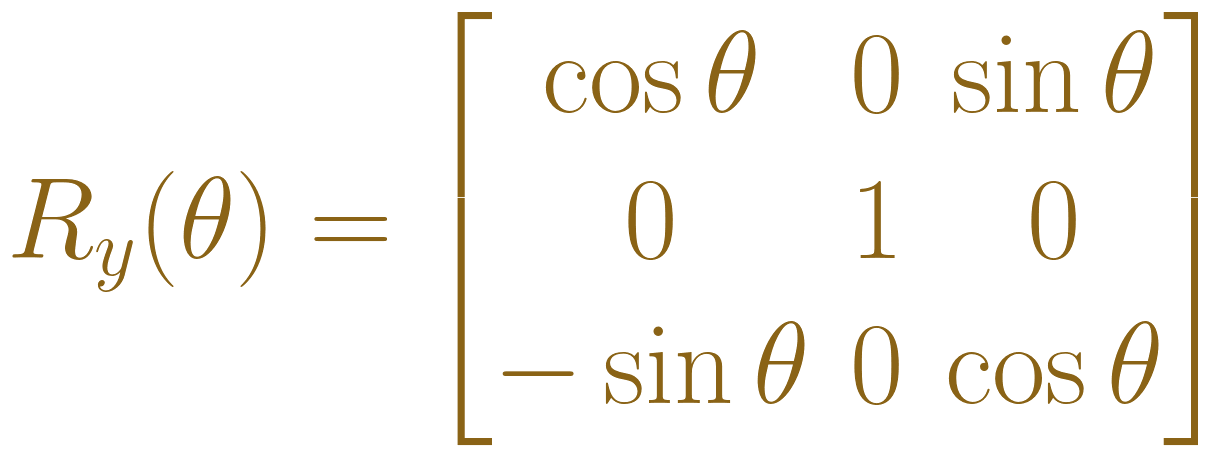 cos θ 0 sin θ
R_y(θ) = 0 1 0
− sin θ 0 cos θ